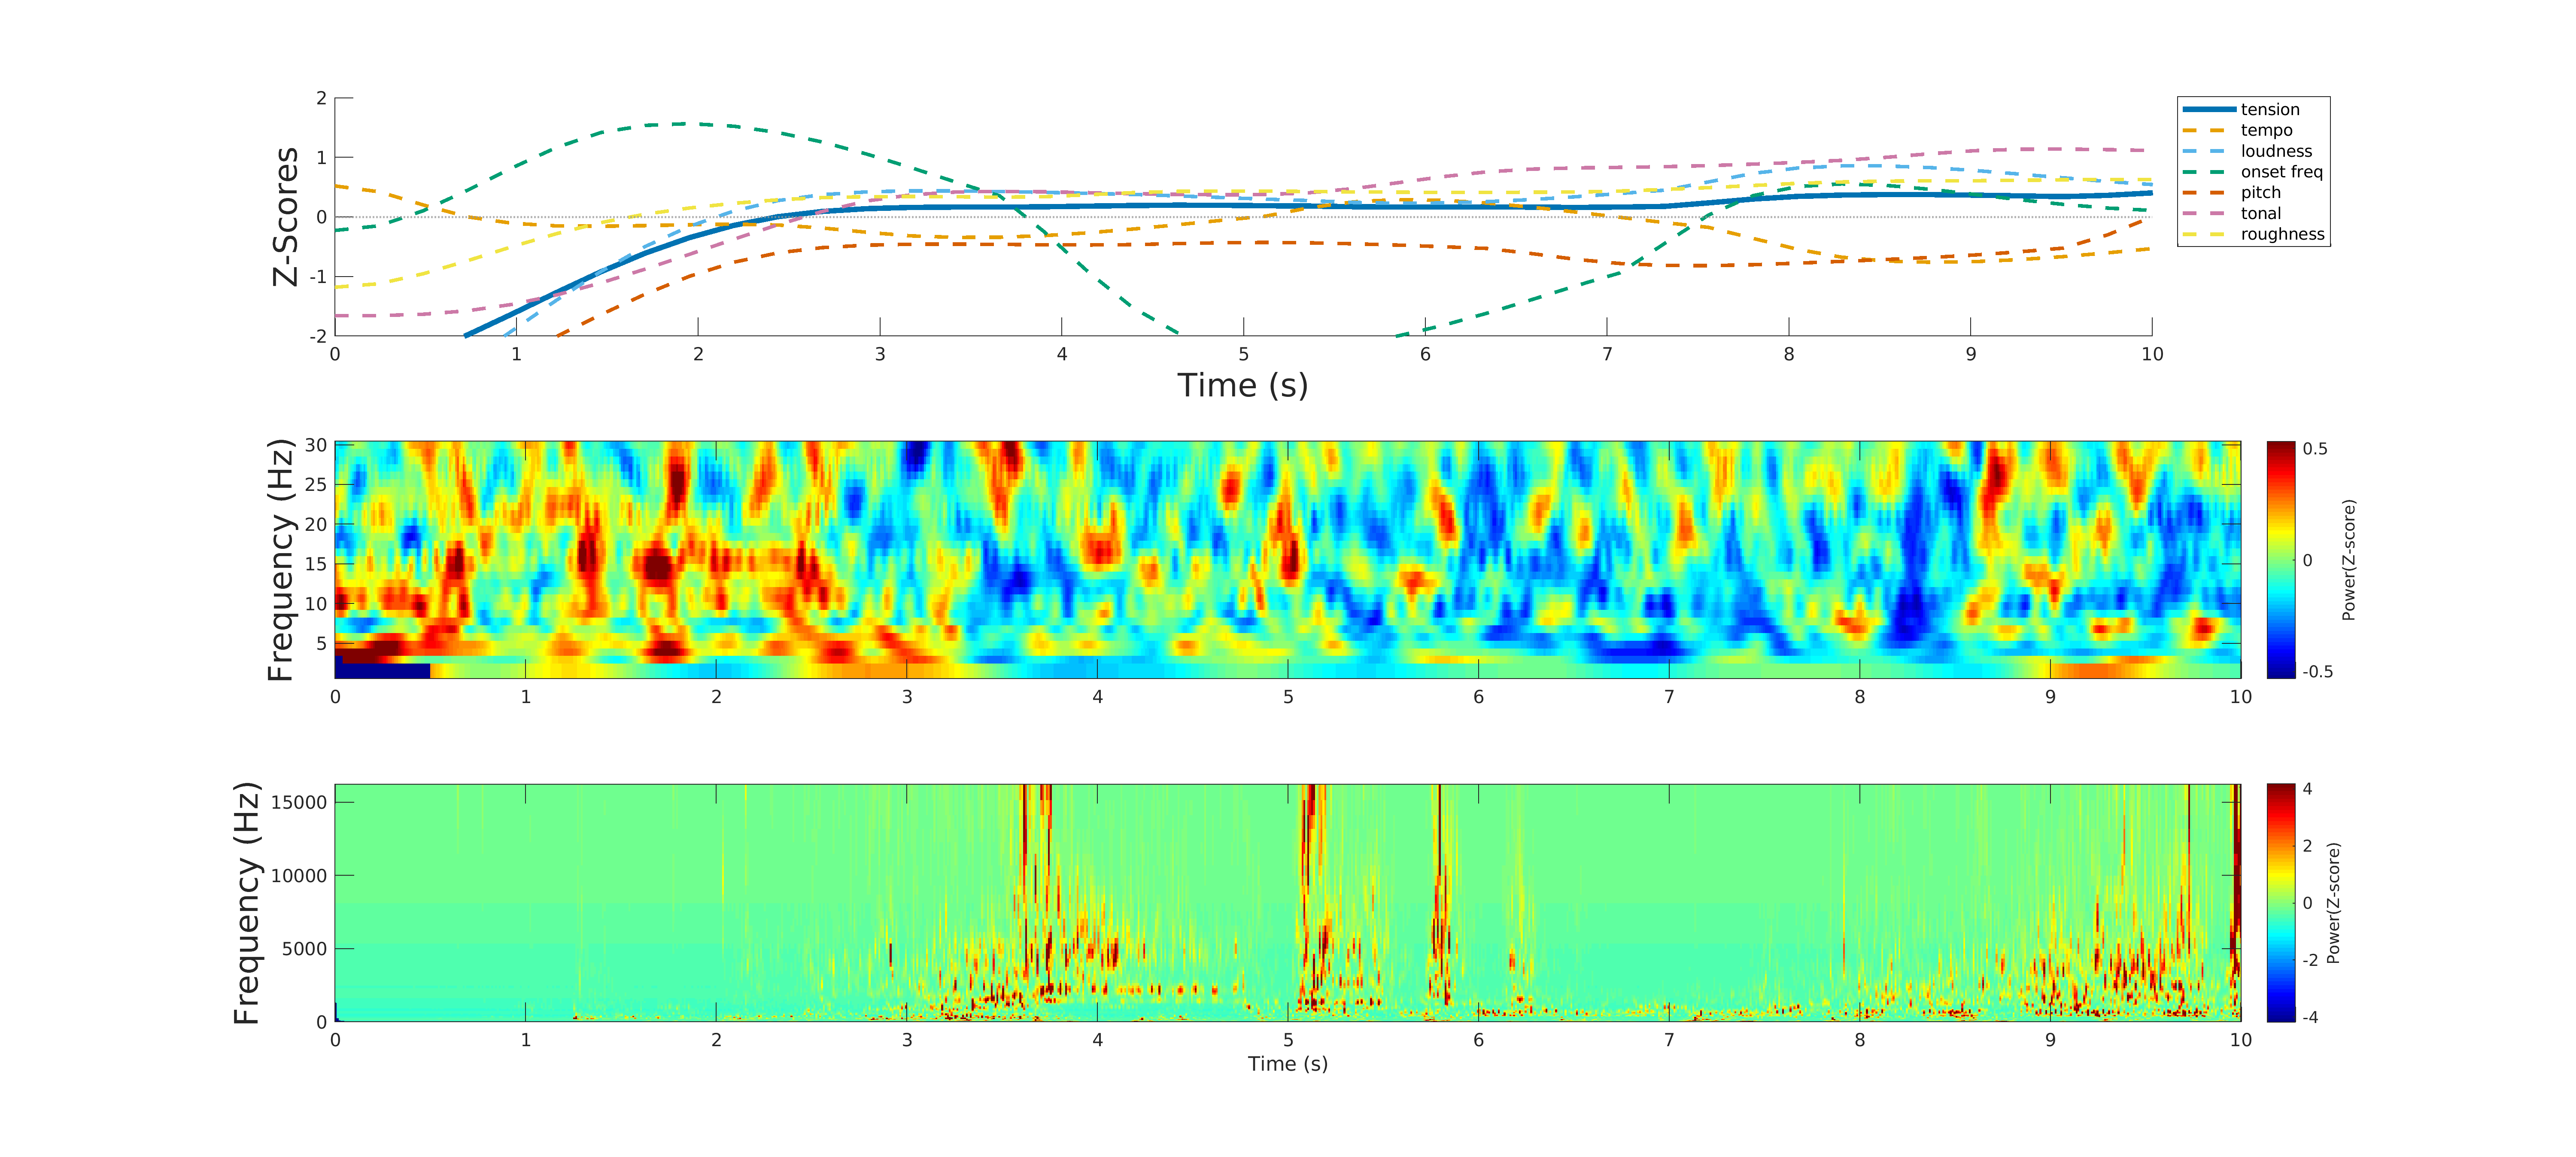 Z-Scores
2
1
0
-1
-2
0 1 2 3 4 5 6 7 8 9 10
Time (s)
tension
tempo
loudness
onset freq
pitch
tonal
roughness
Frequency (Hz)
30
25
20
15
10
5
0 1 2 3 4 5 6 7 8 9 10
0.5
0
-0.5
Power(Z-score)
Frequency (Hz)
15000
10000
5000
0
0 1 2 3 4 5 6 7 8 9 10
Time (s)
4
2
0
-2
-4
Power(Z-score)